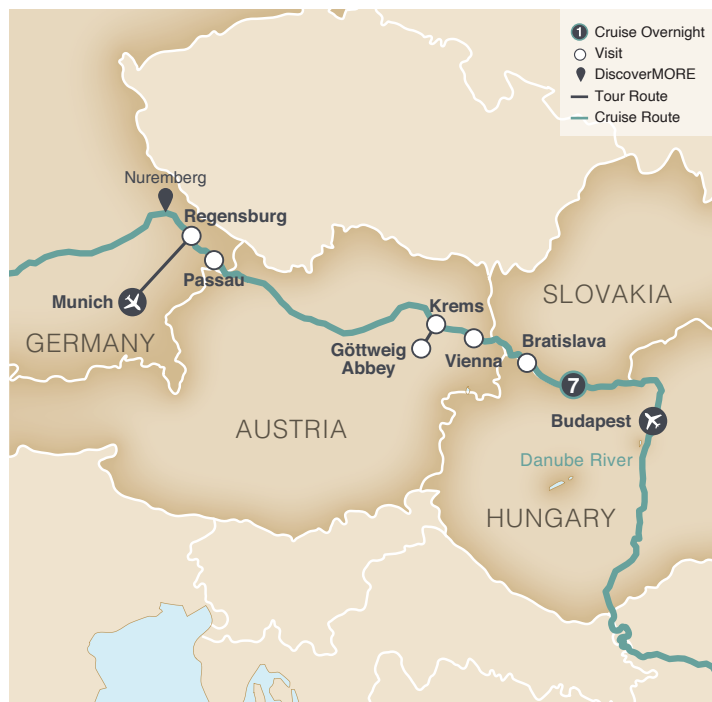 1 Cruise Overnight
Visit
DiscoverMORE
Tour Route
Cruise Route
Nuremberg
Regensburg
Passau
Munich
GERMANY
Krems
Göttweig
Abbey
Vienna
Bratislava
SLOVAKIA
7
Budapest
AUSTRIA
Danube River
HUNGARY